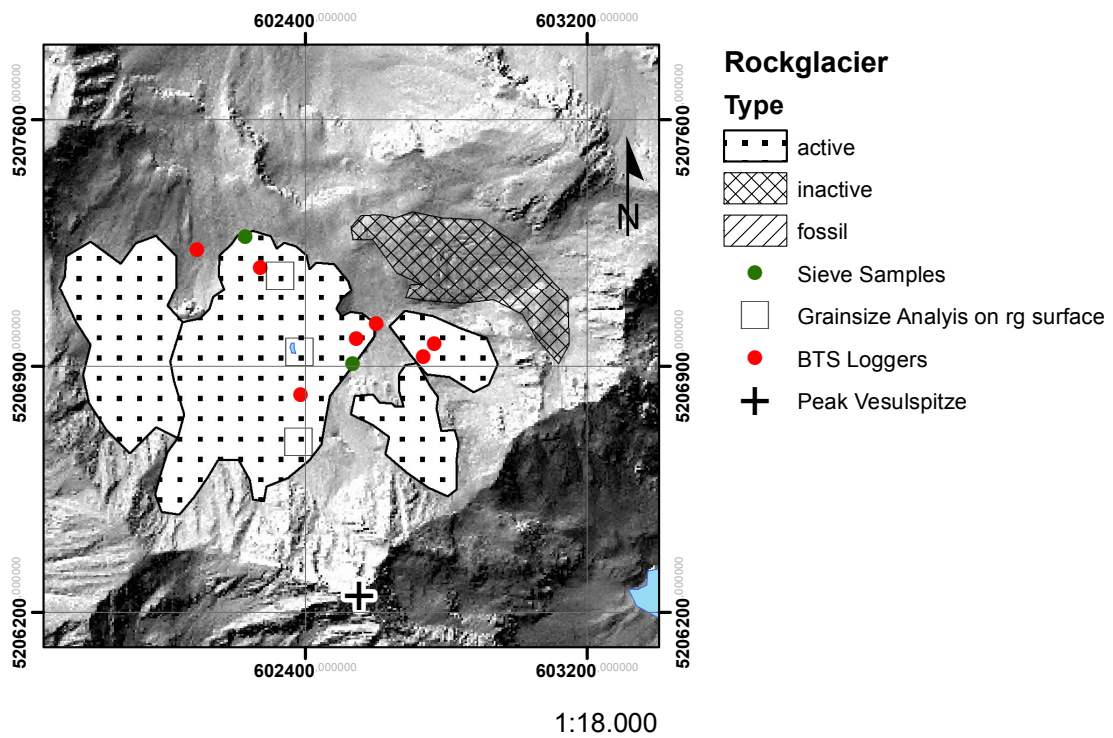 602400.000000 603200.000000
5207600.000000 5207600.000000
5206900.000000 5206900.000000
5206200.000000 5206200.000000
N
602400.000000 603200.000000
1:18.000
Rockglacier
Type
active
inactive
fossil
Sieve Samples
Grainsize Analyis on rg surface
BTS Loggers
Peak Vesulspitze